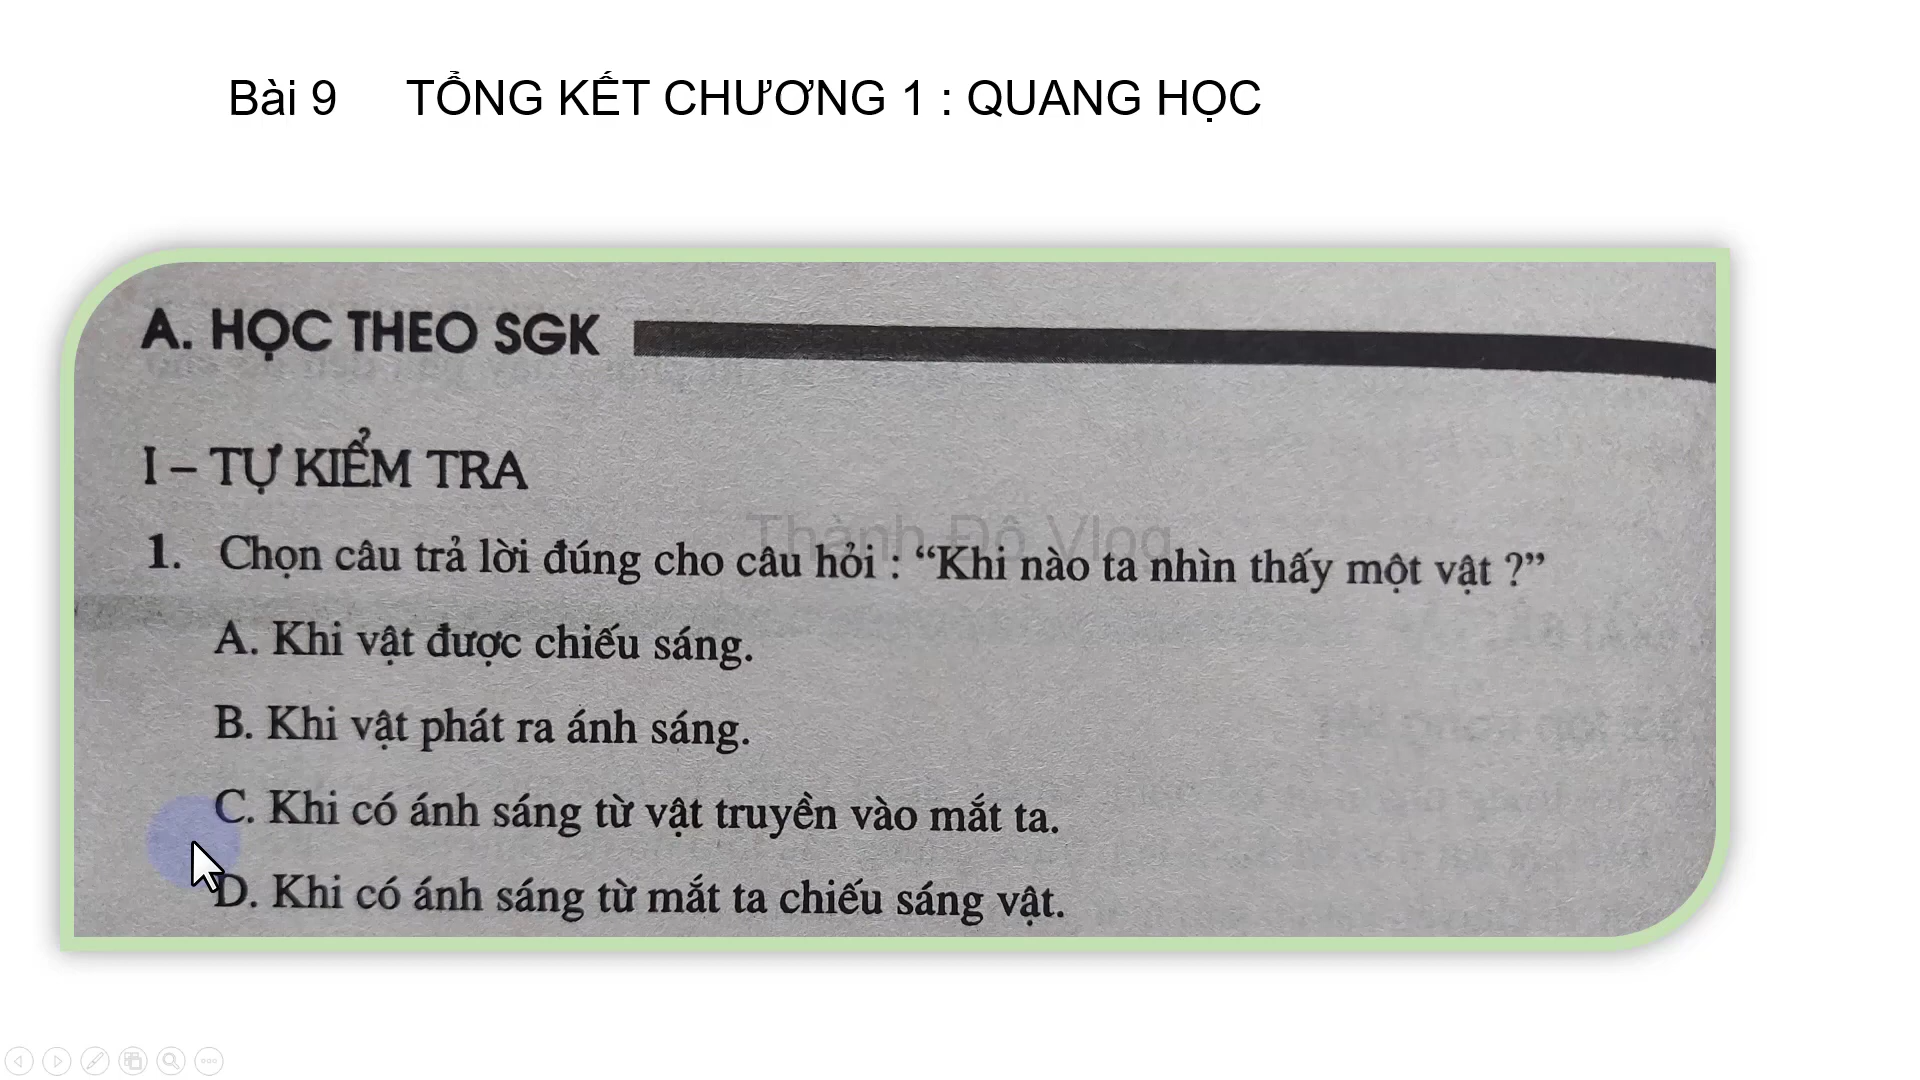 Bài 9 TỔNG KẾT CHƯƠNG 1 : QUANG HỌC
A. HỌC THEO SGK
I – TỰ KIỂM TRA
Thành Đô Vlog
1. Chọn câu trả lời đúng cho câu hỏi : “Khi nào ta nhìn thấy một vật ?”
A. Khi vật được chiếu sáng.
B. Khi vật phát ra ánh sáng.
C. Khi có ánh sáng từ vật truyền vào mắt ta.
D. Khi có ánh sáng từ mắt ta chiếu sáng vật.